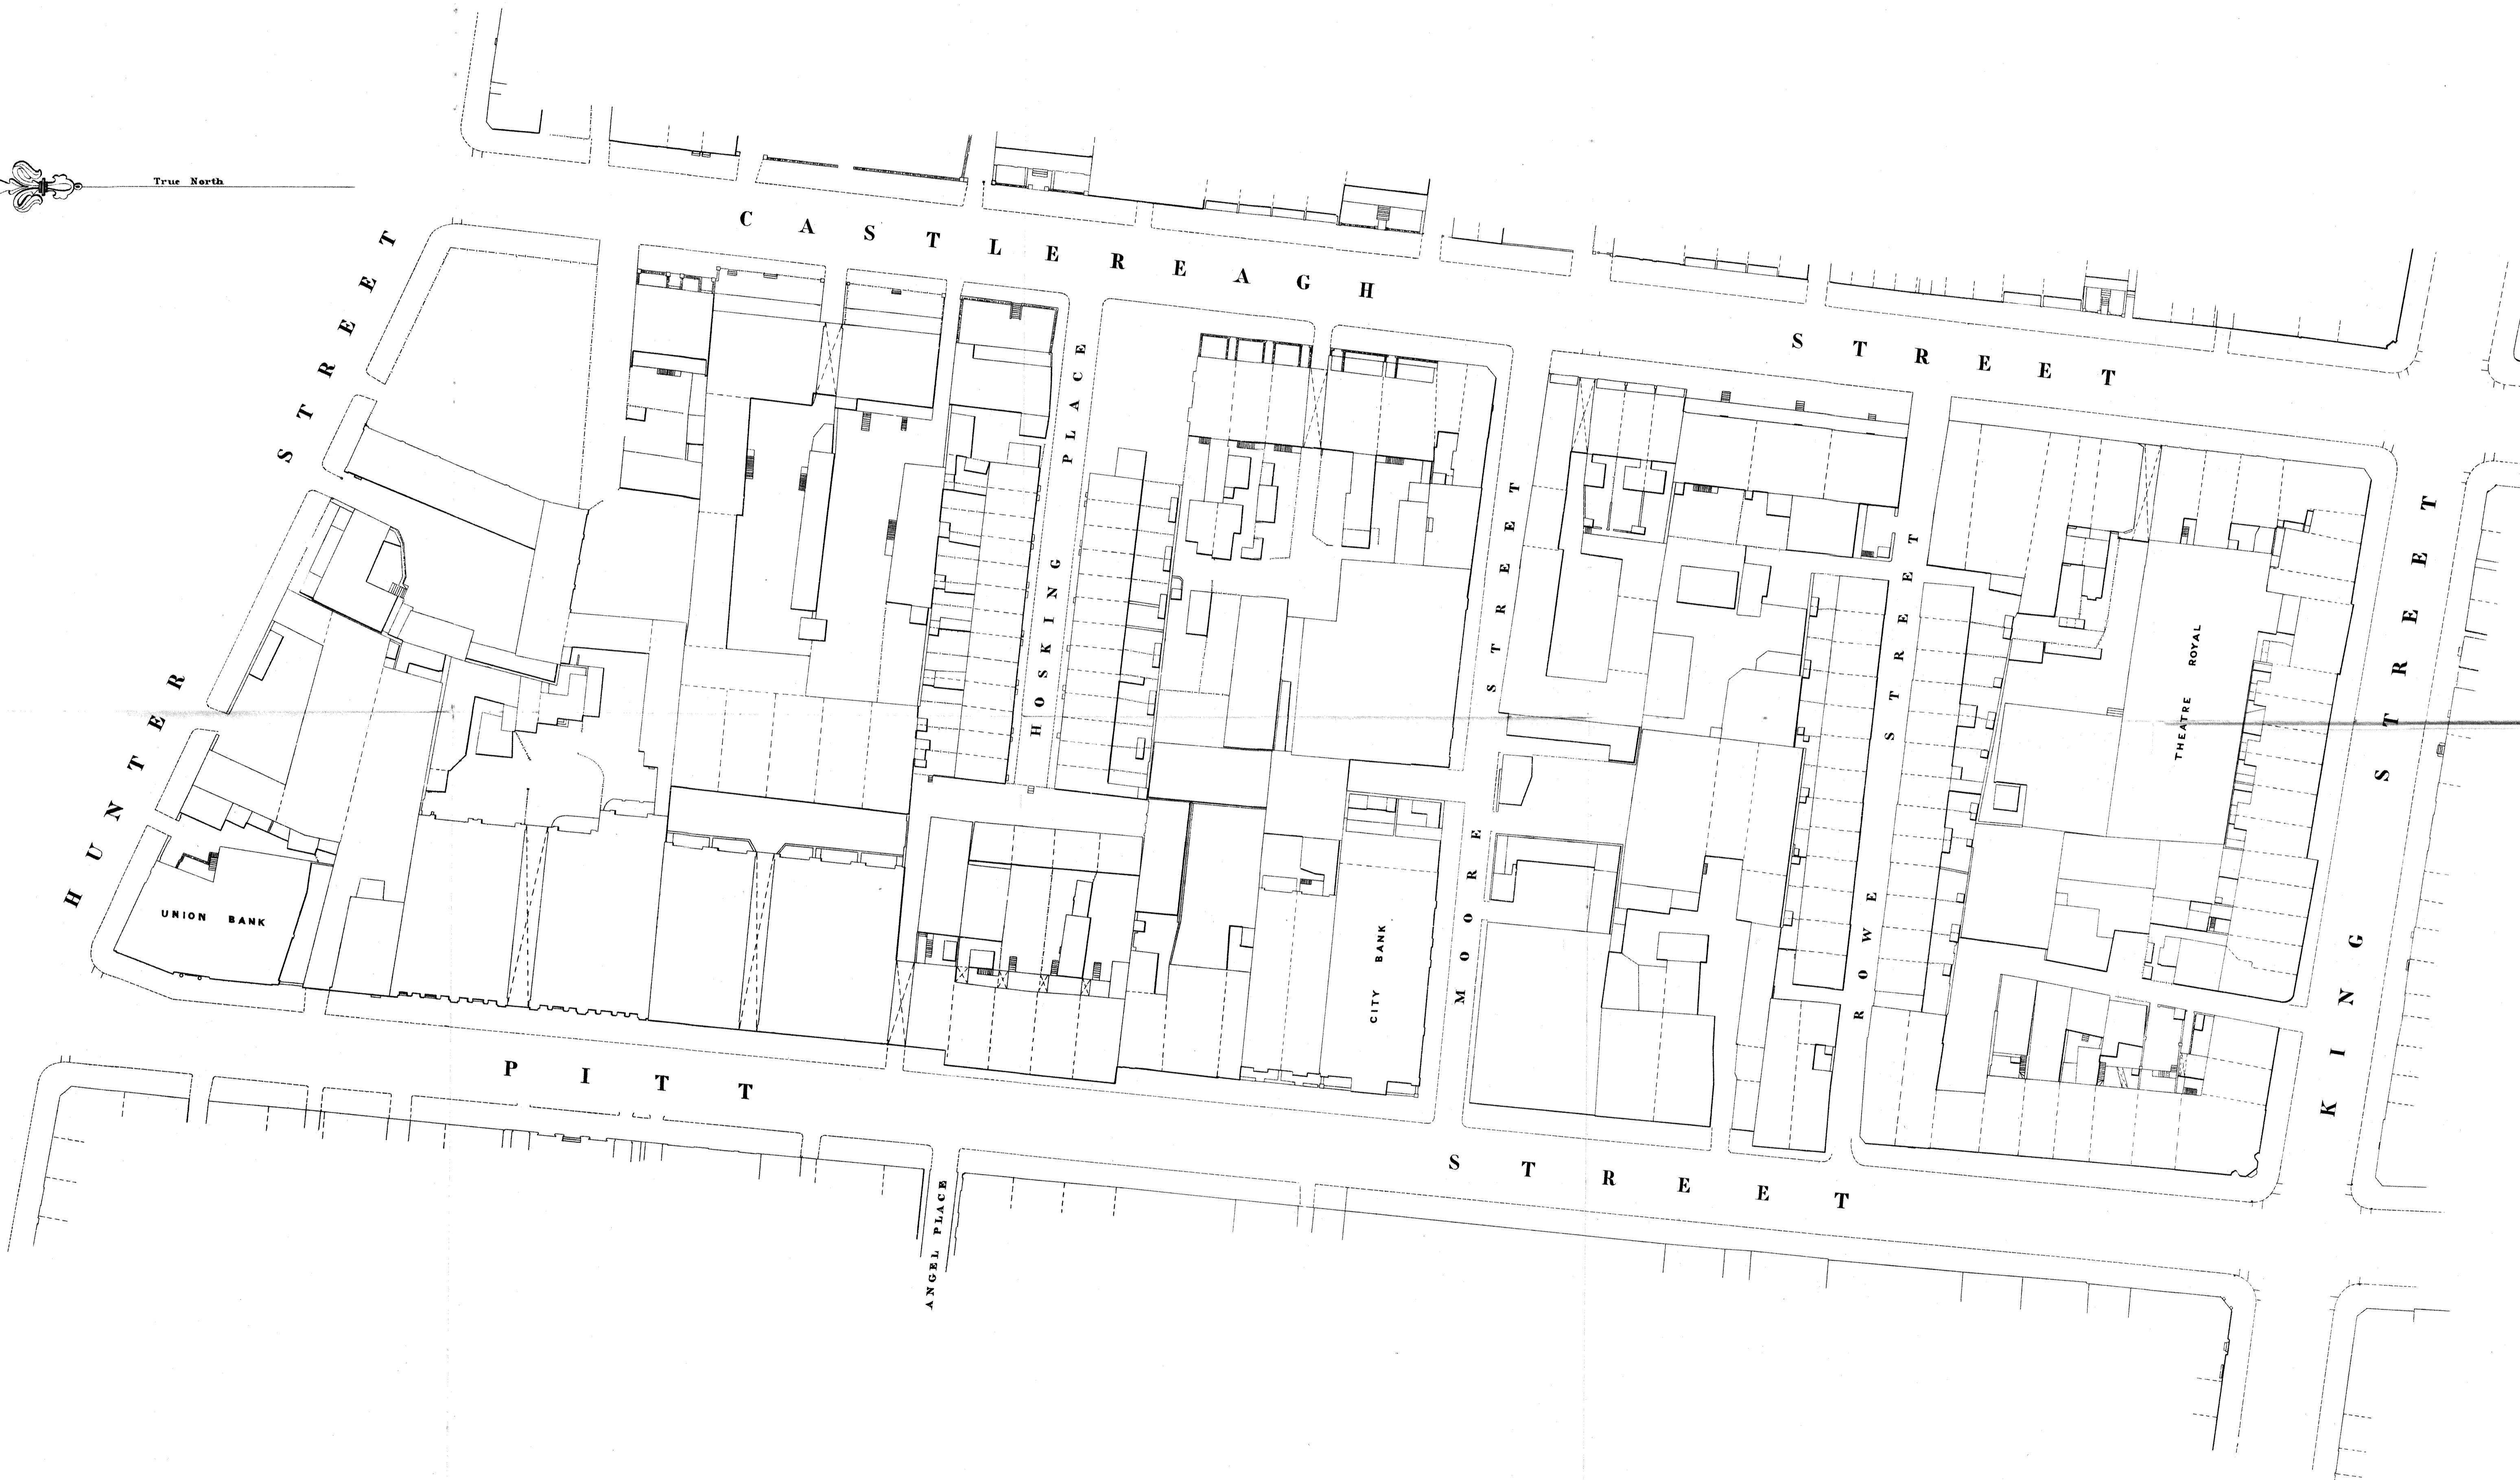 True North
CASTLEREAGH STREET
HUNTER STREET
HOSKING PLACE
MOORE STREET
ROWE STREET
THEATRE ROYAL
KING STREET
UNION BANK
CITY BANK
PITT STREET
ANGEL PLACE